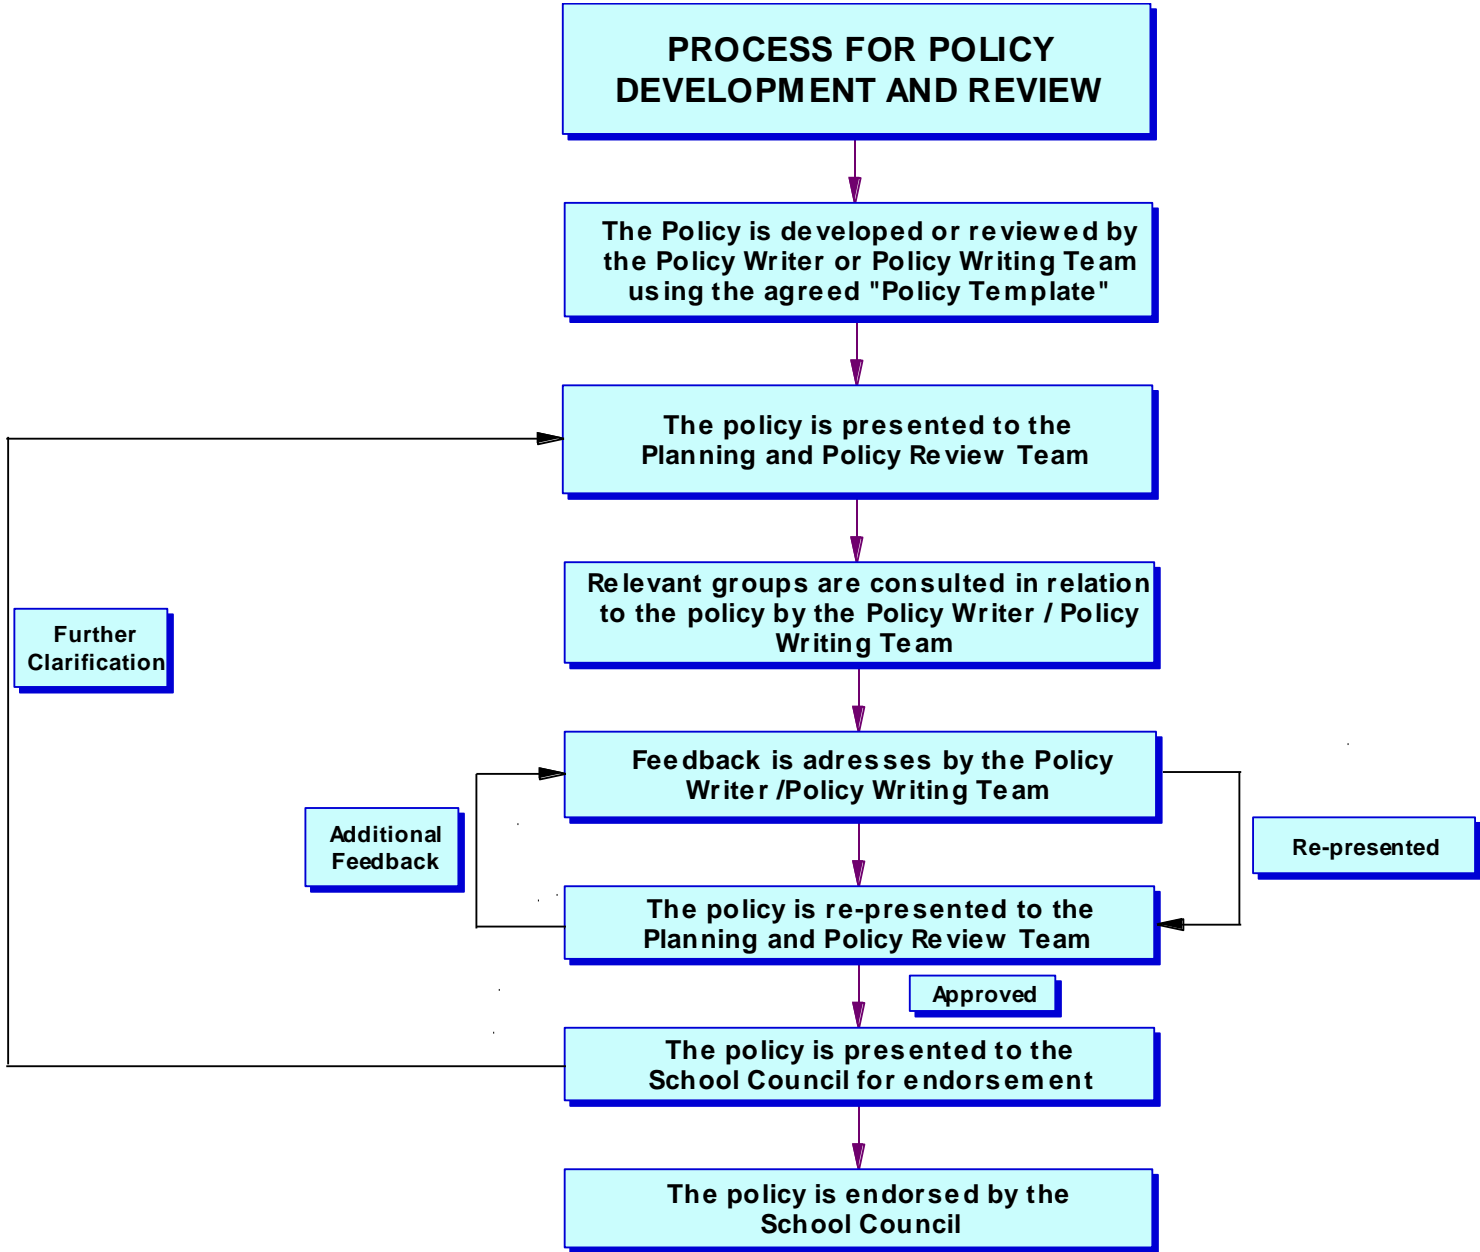 PROCESS FOR POLICY
DEVELOPMENT AND REVIEW
The Policy is developed or reviewed by
the Policy Writer or Policy Writing Team
using the agreed "Policy Template"
The policy is presented to the
Planning and Policy Review Team
Relevant groups are consulted in relation
to the policy by the Policy Writer / Policy
Writing Team
Further
Clarification
Feedback is adresses by the Policy
Writer /Policy Writing Team
Additional
Feedback
Re-presented
The policy is re-presented to the
Planning and Policy Review Team
Approved
The policy is presented to the
School Council for endorsement
The policy is endorsed by the
School Council